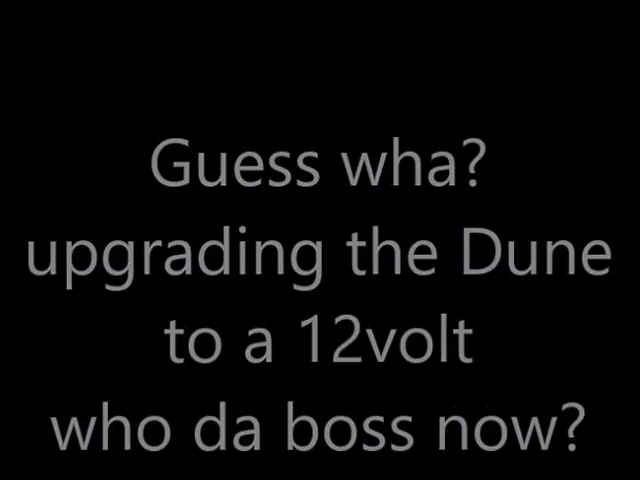 Guess wha?
upgrading the Dune
to a 12volt
who da boss now?